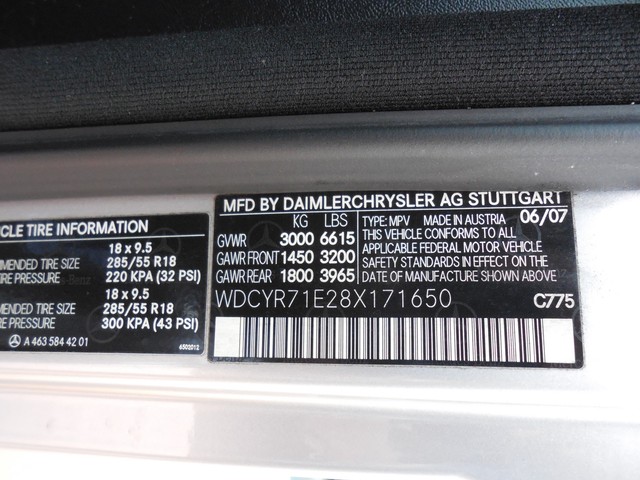 CLE TIRE INFORMATION
18 x 9.5
MENDED TIRE SIZE 285/55 R18
IRE PRESSURE 220 KPA (32 PSI)
18 x 9.5
MENDED TIRE SIZE 285/55 R18
IRE PRESSURE 300 KPA (43 PSI)
A 463 584 42 01
6502012
MFD BY DAIMLERCHRYSLER AG STUTTGART
KG LBS
GVWR 3000 6615
GAWR FRONT 1450 3200
GAWR REAR 1800 3965
TYPE: MPV MADE IN AUSTRIA 06/07
THIS VEHICLE CONFORMS TO ALL
APPLICABLE FEDERAL MOTOR VEHICLE
SAFETY STANDARDS IN EFFECT ON THE
DATE OF MANUFACTURE SHOWN ABOVE.
WDCYR71E28X171650
C775